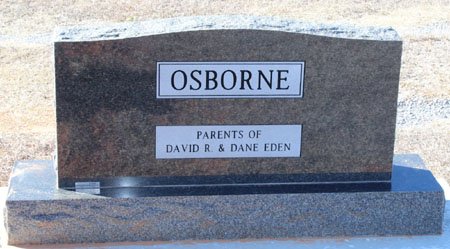 OSBORNE
PARENTS OF
DAVID R. & DANE EDEN